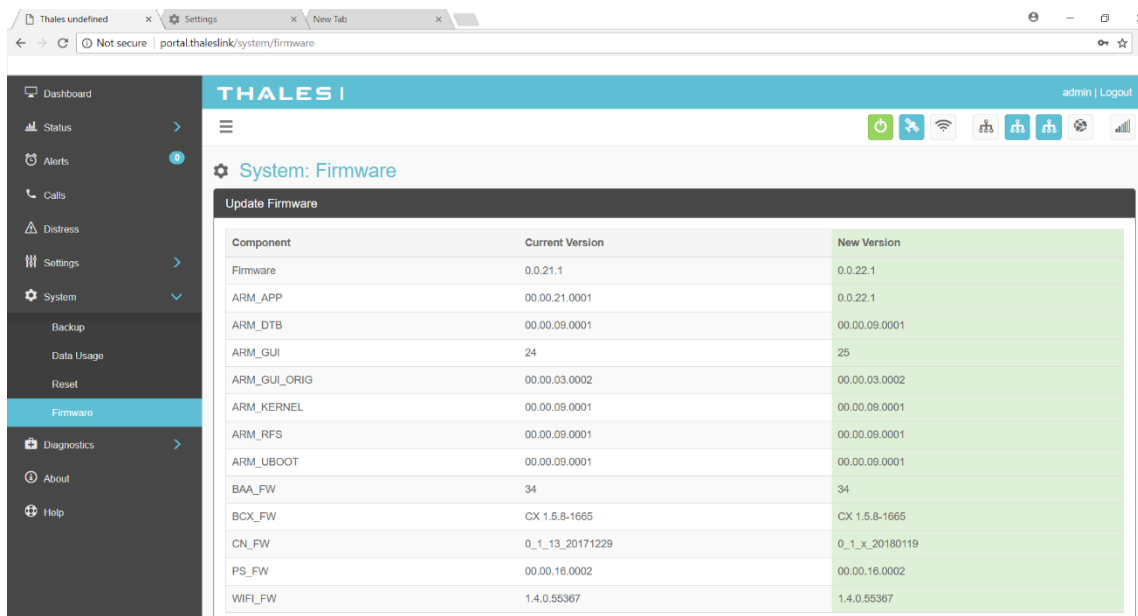 Thales undefined Settings New Tab
Not secure | portal.thaleslink/system/firmware
Dashboard
THALES
admin | Logout
Status
Alerts 0
System: Firmware
Calls
Update Firmware
Distress
Component Current Version New Version
Settings
Firmware 0.0.21.1 0.0.22.1
System
ARM_APP 00.00.21.0001 0.0.22.1
Backup
ARM_DTB 00.00.09.0001 00.00.09.0001
Data Usage
ARM_GUI 24 25
Reset
ARM_GUI_ORIG 00.00.03.0002 00.00.03.0002
Firmware
ARM_KERNEL 00.00.09.0001 00.00.09.0001
Diagnostics
ARM_RFS 00.00.09.0001 00.00.09.0001
ARM_UBOOT 00.00.09.0001 00.00.09.0001
About
BAA_FW 34 34
Help
BCX_FW CX 1.5.8-1665 CX 1.5.8-1665
CN_FW 0_1_13_20171229 0_1_x_20180119
PS_FW 00.00.16.0002 00.00.16.0002
WIFI_FW 1.4.0.55367 1.4.0.55367